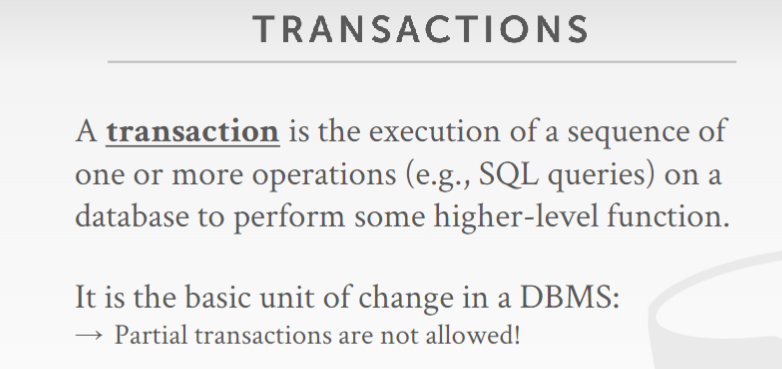 TRANSACTIONS
A transaction is the execution of a sequence of
one or more operations (e.g., SQL queries) on a
database to perform some higher-level function.
It is the basic unit of change in a DBMS:
→ Partial transactions are not allowed!